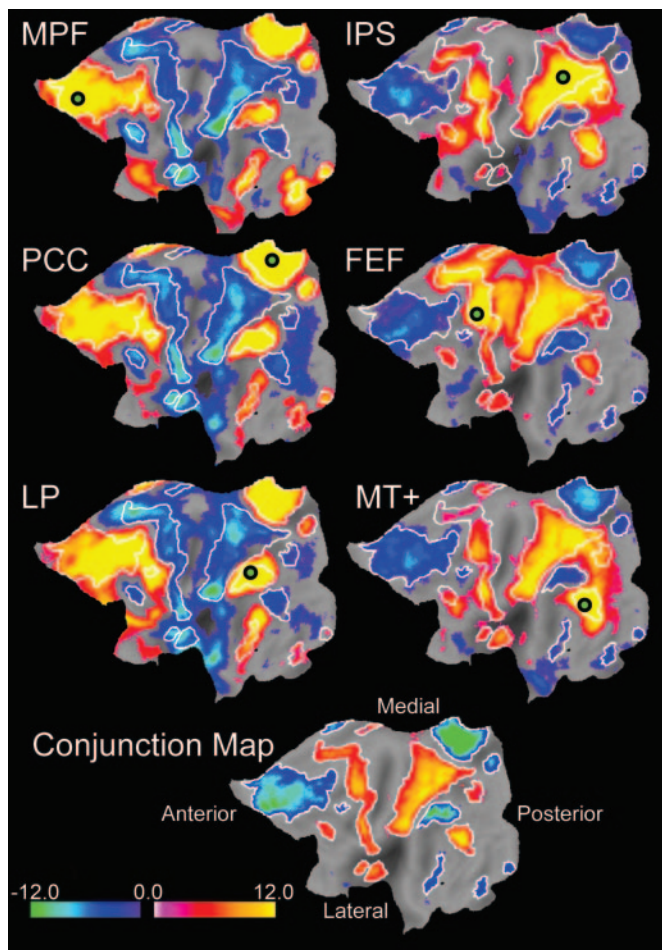 MPF
IPS
PCC
FEF
LP
MT+
Medial
Conjunction Map
Anterior
Posterior
-12.0 0.0 12.0
Lateral